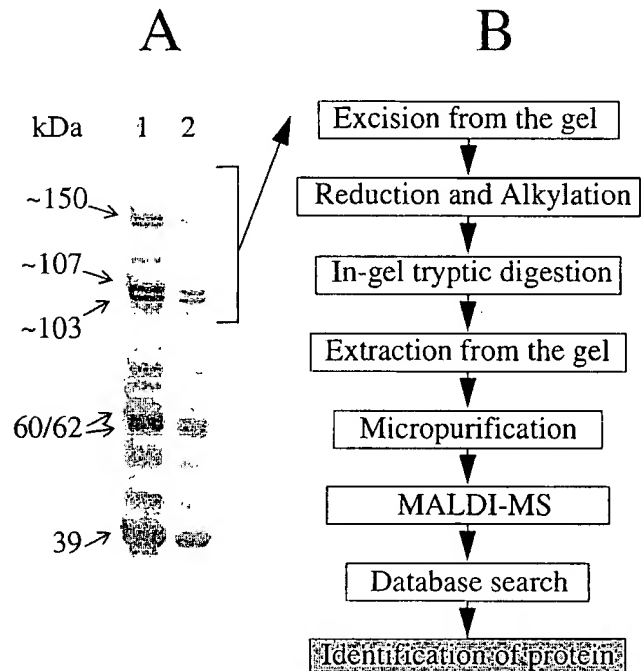 A
B
kDa 1 2
~150
~107
~103
60/62
39
Excision from the gel
Reduction and Alkylation
In-gel tryptic digestion
Extraction from the gel
Micropurification
MALDI-MS
Database search
Identification of protein